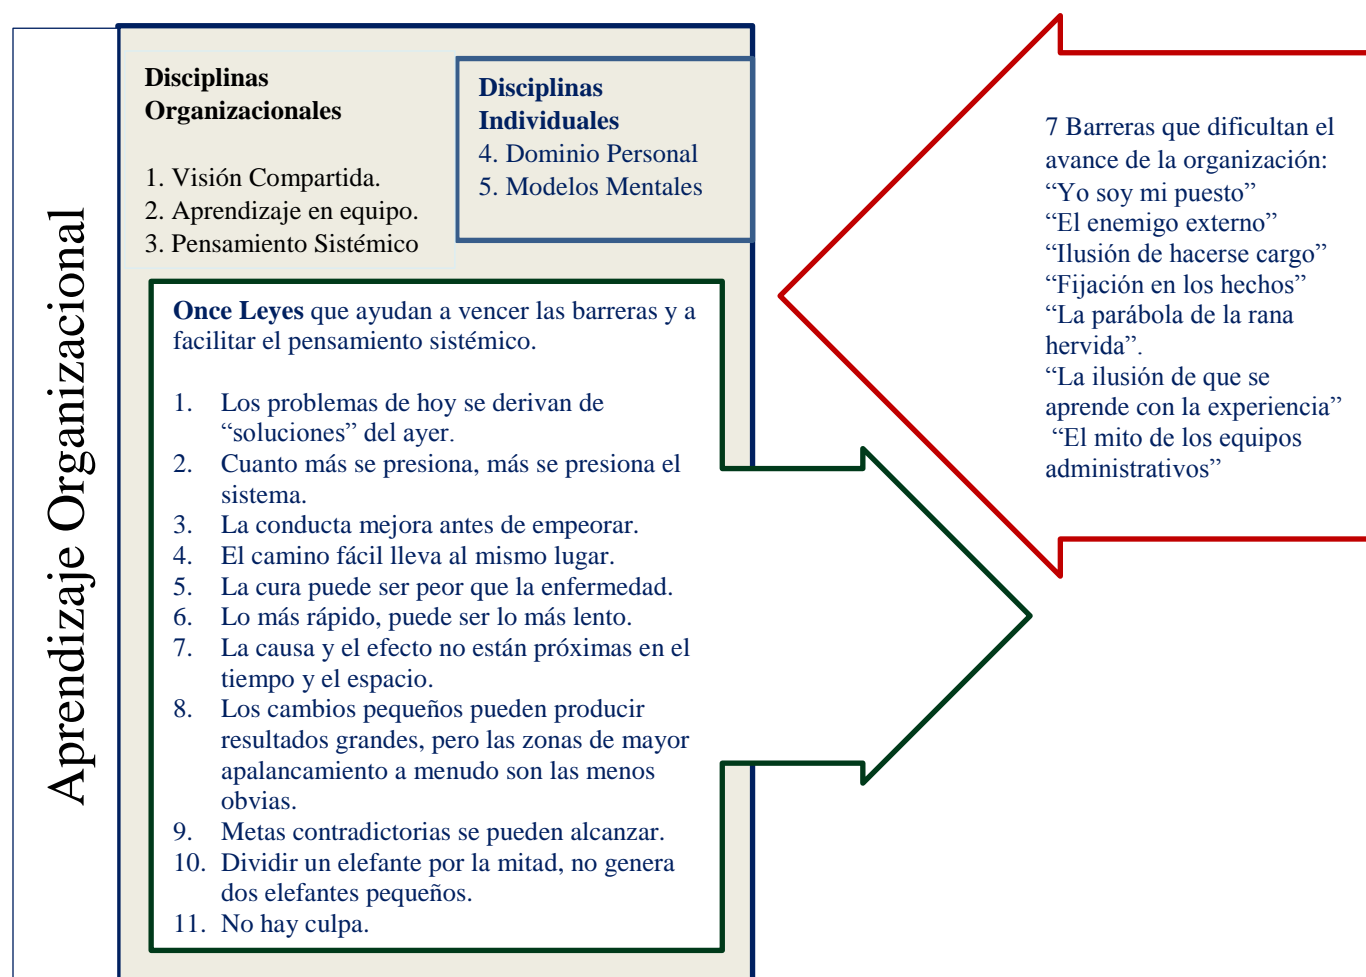 Aprendizaje Organizacional
Disciplinas
Organizacionales
1. Visión Compartida.
2. Aprendizaje en equipo.
3. Pensamiento Sistémico
Disciplinas
Individuales
4. Dominio Personal
5. Modelos Mentales
Once Leyes que ayudan a vencer las barreras y a
facilitar el pensamiento sistémico.
1. Los problemas de hoy se derivan de
“soluciones” del ayer.
2. Cuanto más se presiona, más se presiona el
sistema.
3. La conducta mejora antes de empeorar.
4. El camino fácil lleva al mismo lugar.
5. La cura puede ser peor que la enfermedad.
6. Lo más rápido, puede ser lo más lento.
7. La causa y el efecto no están próximas en el
tiempo y el espacio.
8. Los cambios pequeños pueden producir
resultados grandes, pero las zonas de mayor
apalancamiento a menudo son las menos
obvias.
9. Metas contradictorias se pueden alcanzar.
10. Dividir un elefante por la mitad, no genera
dos elefantes pequeños.
11. No hay culpa.
7 Barreras que dificultan el
avance de la organización:
“Yo soy mi puesto”
“El enemigo externo”
“Ilusión de hacerse cargo”
“Fijación en los hechos”
“La parábola de la rana
hervida”.
“La ilusión de que se
aprende con la experiencia”
“El mito de los equipos
administrativos”